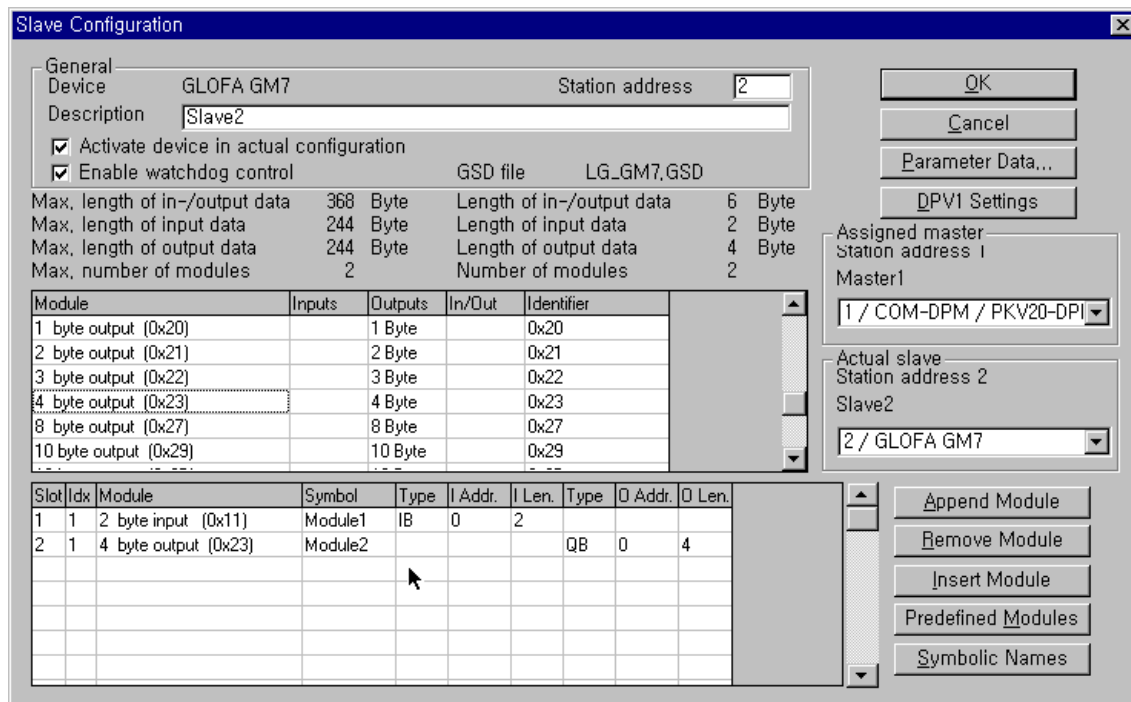 Slave Configuration
General
Device GLOFA GM7 Station address 2
Description Slave2
Activate device in actual configuration
Enable watchdog control GSD file LG_GM7,GSD
Max, length of in-/output data 368 Byte Length of in-/output data 6 Byte
Max, length of input data 244 Byte Length of input data 2 Byte
Max, length of output data 244 Byte Length of output data 4 Byte
Max, number of modules 2 Number of modules 2
OK
Cancel
Parameter Data,,,
DPV1 Settings
Assigned master
Station address 1
Master1
1 / COM-DPM / PKV20-DPI
Actual slave
Station address 2
Slave2
2 / GLOFA GM7
Module Inputs Outputs In/Out Identifier
1 byte output (0x20) 1 Byte 0x20
2 byte output (0x21) 2 Byte 0x21
3 byte output (0x22) 3 Byte 0x22
4 byte output (0x23) 4 Byte 0x23
8 byte output (0x27) 8 Byte 0x27
10 byte output (0x29) 10 Byte 0x29
Slot Idx Module Symbol Type I Addr. I Len. Type O Addr. O Len.
1 1 2 byte input (0x11) Module1 IB 0 2
2 1 4 byte output (0x23) Module2 QB 0 4
Append Module
Remove Module
Insert Module
Predefined Modules
Symbolic Names